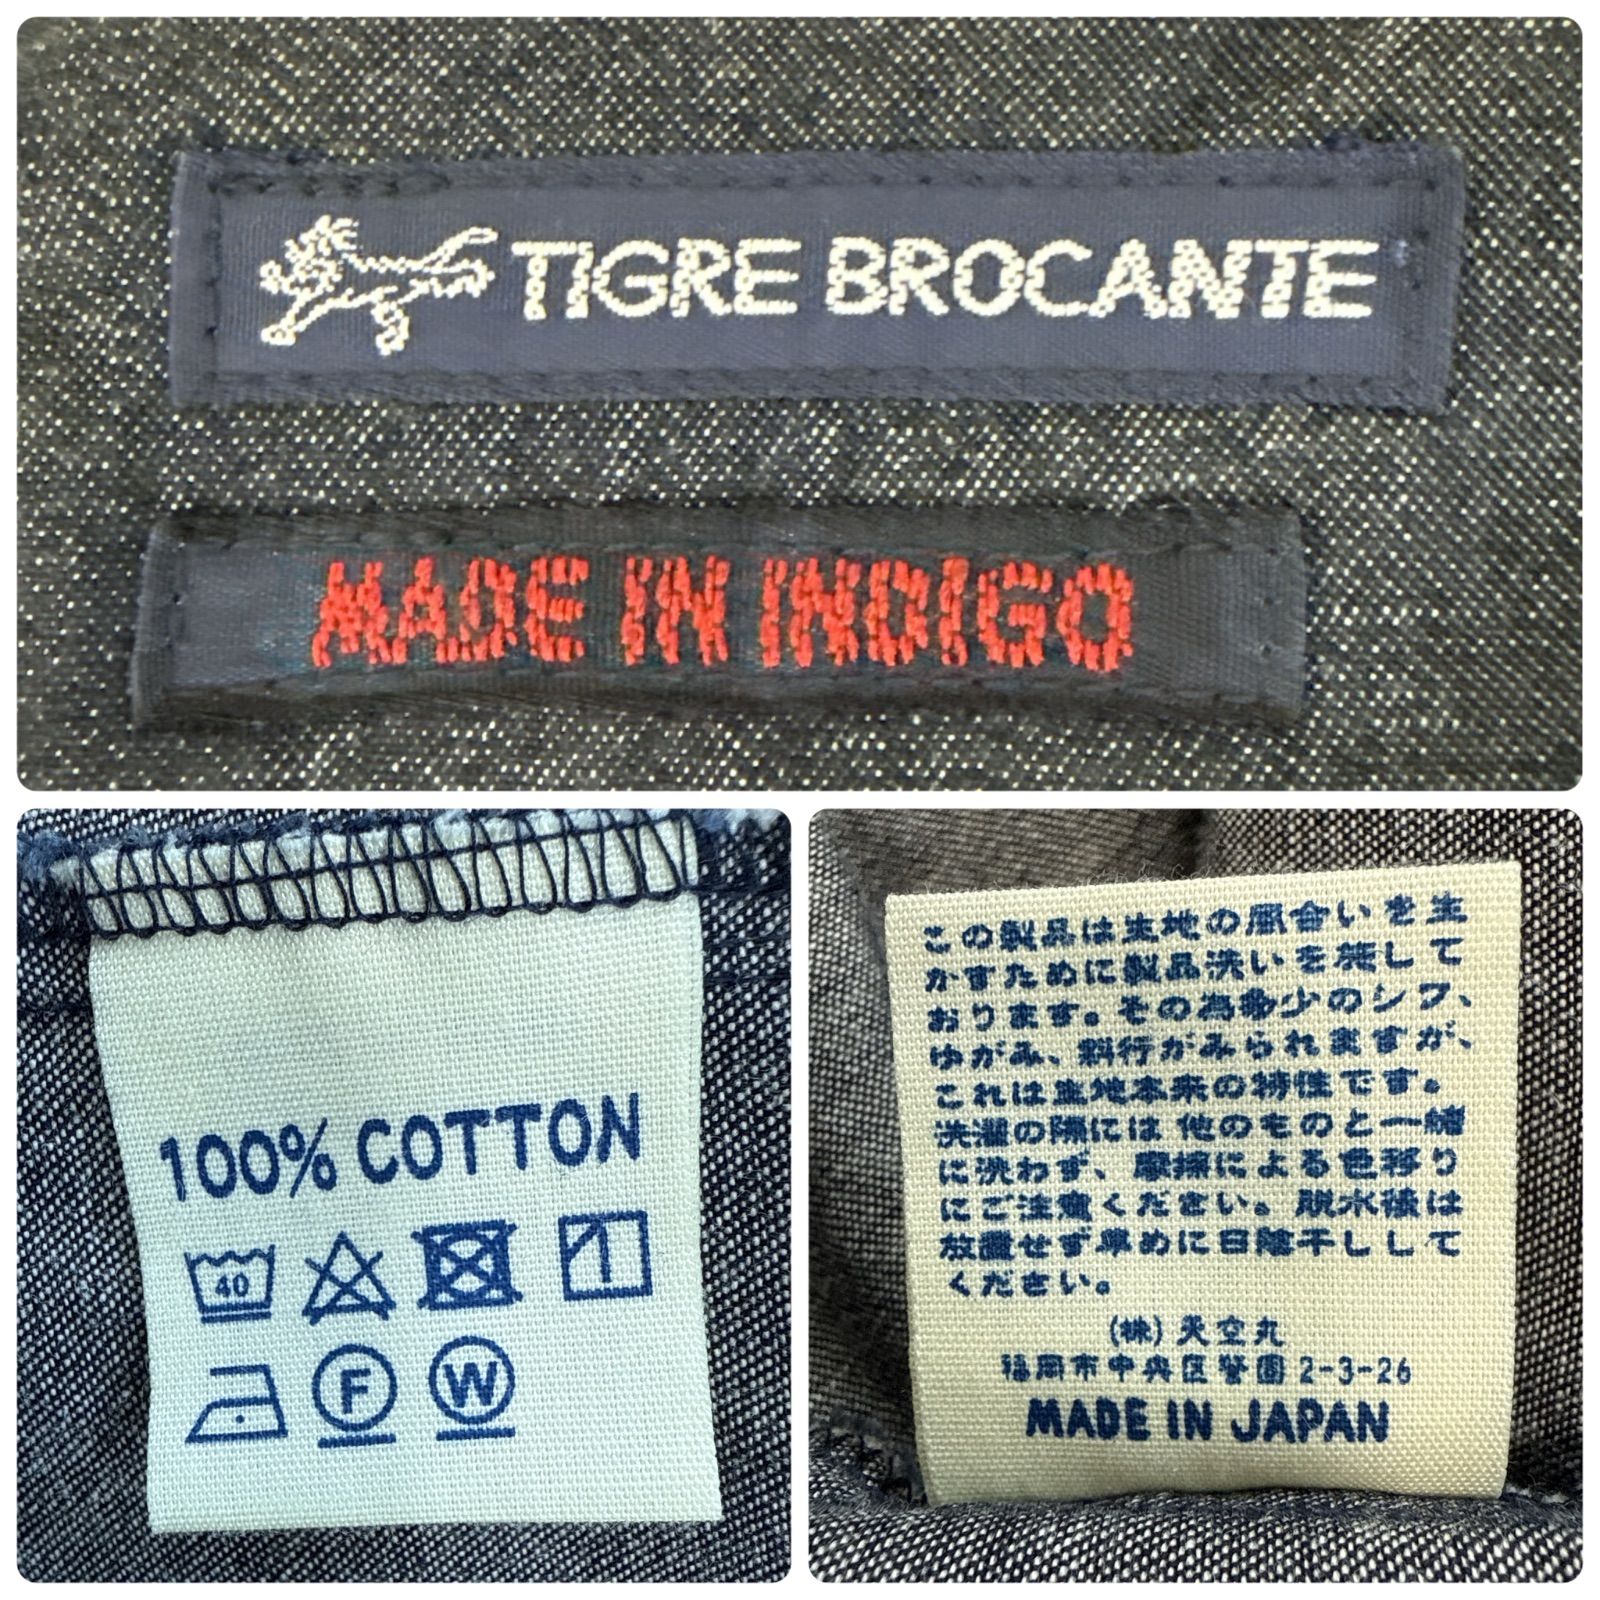 TIGRE BROCANTE
MADE IN INDIGO
100% COTTON
40
F
W
この製品は生地の風合いを生
かすために製品洗いを施して
おります。その為多少のシワ、
ゆがみ、斜行がみられますが、
これは生地本来の特性です。
洗濯の際には他のものと一緒
に洗わず、摩擦による色移り
にご注意ください。脱水後は
放置せず早めに日陰干しして
ください。
(株)天空丸
福岡市中央区警固2-3-26
MADE IN JAPAN